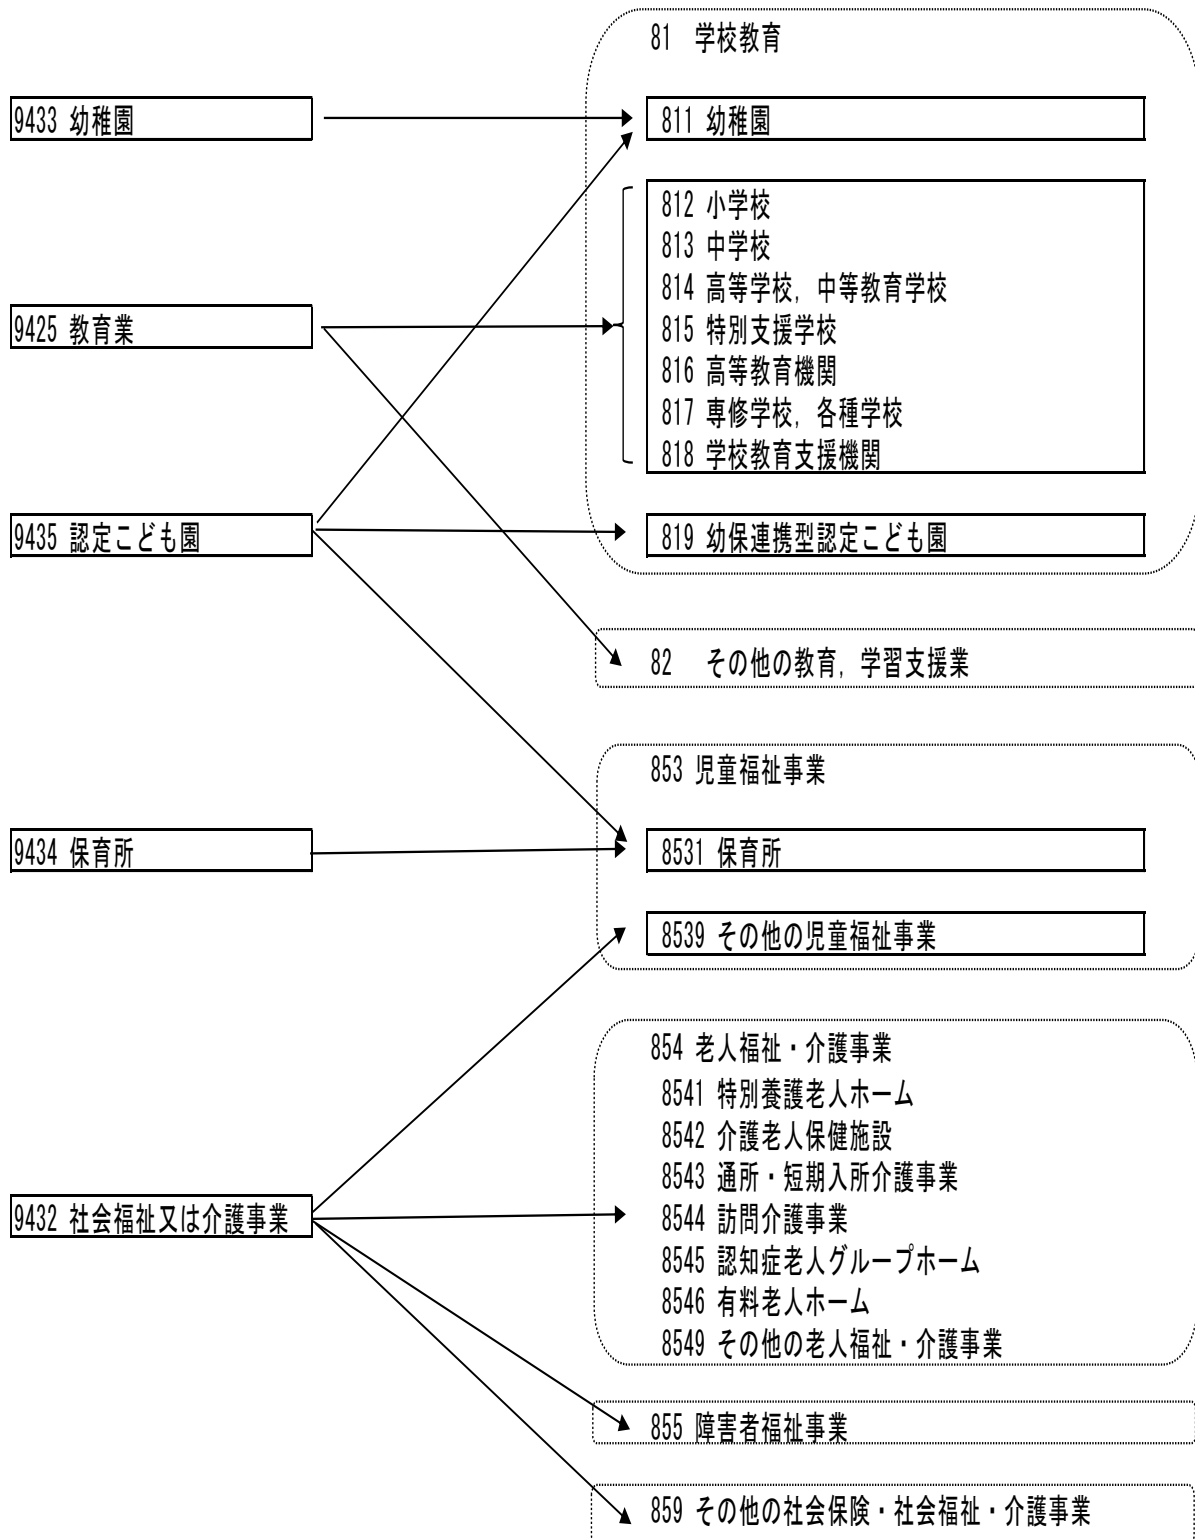 81 学校教育
9433 幼稚園
811 幼稚園
812 小学校
813 中学校
814 高等学校，中等教育学校
9425 教育業
815 特別支援学校
816 高等教育機関
817 専修学校，各種学校
818 学校教育支援機関
9435 認定こども園
819 幼保連携型認定こども園
82 その他の教育，学習支援業
853 児童福祉事業
9434 保育所
8531 保育所
8539 その他の児童福祉事業
854 老人福祉・介護事業
8541 特別養護老人ホーム
8542 介護老人保健施設
8543 通所・短期入所介護事業
9432 社会福祉又は介護事業
8544 訪問介護事業
8545 認知症老人グループホーム
8546 有料老人ホーム
8549 その他の老人福祉・介護事業
855 障害者福祉事業
859 その他の社会保険・社会福祉・介護事業